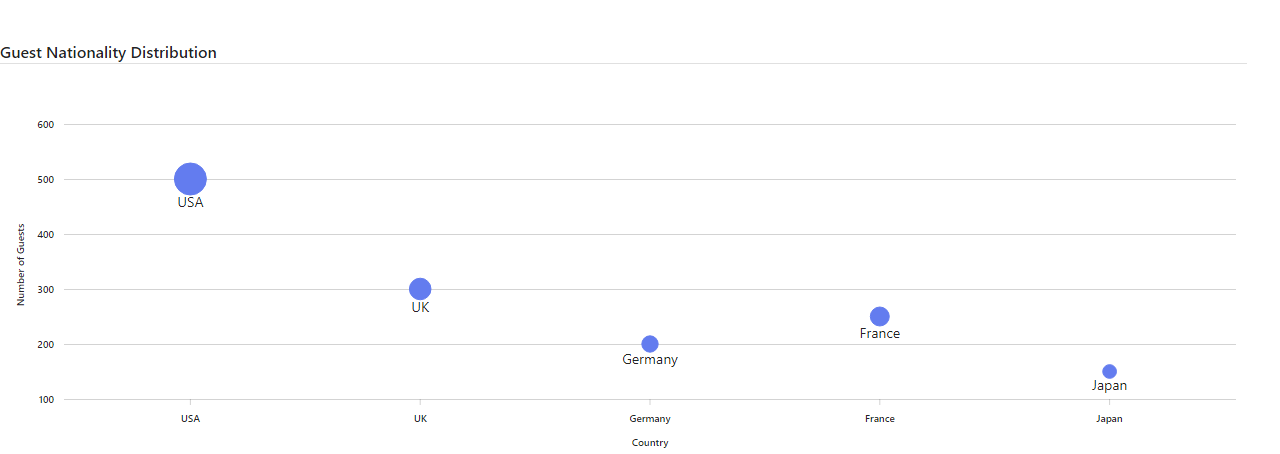 Guest Nationality Distribution
600
500
USA
400
Number of Guests
300
UK
France
200
Germany
Japan
100
USA UK Germany France Japan
Country